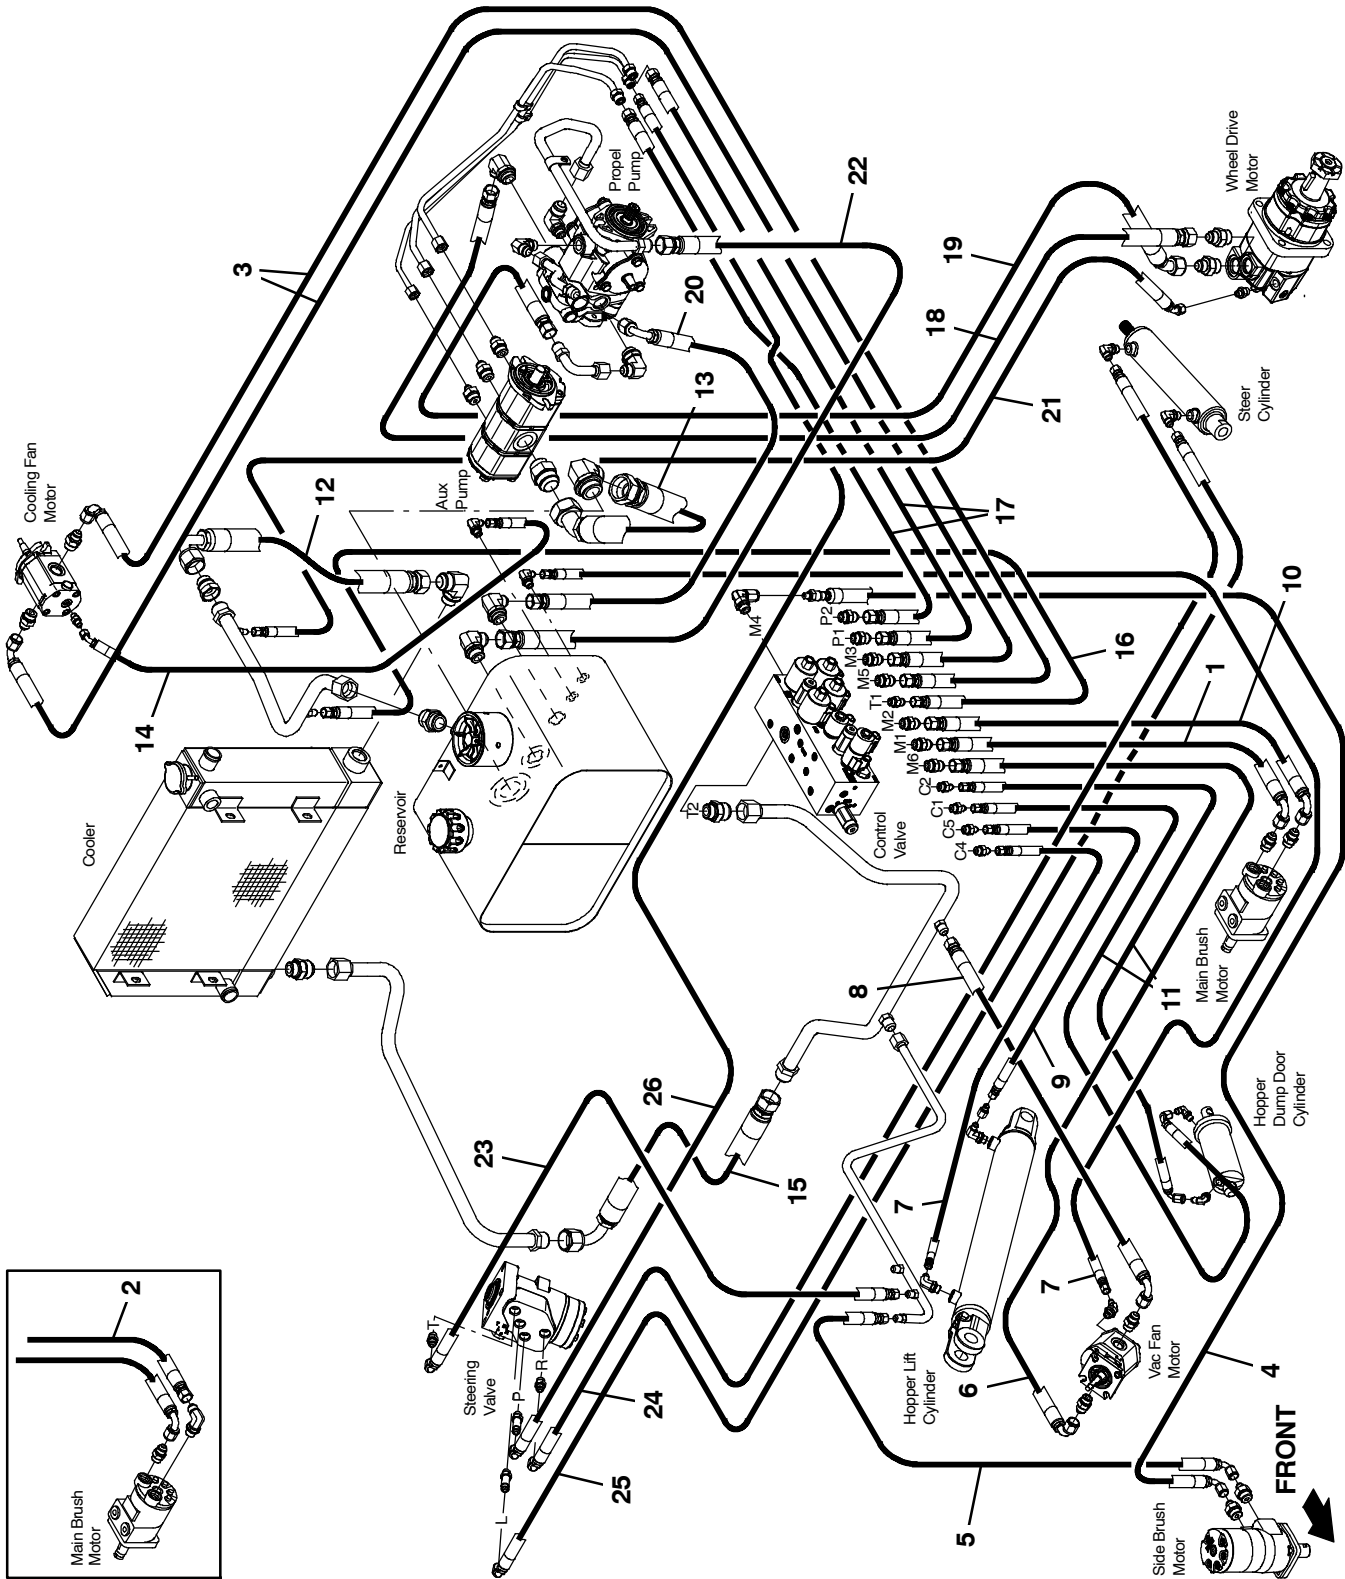 Cooling Fan
Motor
3
14
12
Cooler
Reservoir
Aux
Pump
Propel
Pump
13
20
22
19
18
21
Wheel Drive
Motor
Steer
Cylinder
17
M4
P2
P1
M3
M5
T1
M2
M1
M6
C2
C1
C5
C4
T2
Control
Valve
16
1
10
8
9
11
Main Brush
Motor
Hopper
Dump Door
Cylinder
26
23
15
7
7
Steering
Valve
T
P
R
L
24
25
Hopper Lift
Cylinder
6
Vac Fan
Motor
4
5
Side Brush
Motor
FRONT
2
Main Brush
Motor